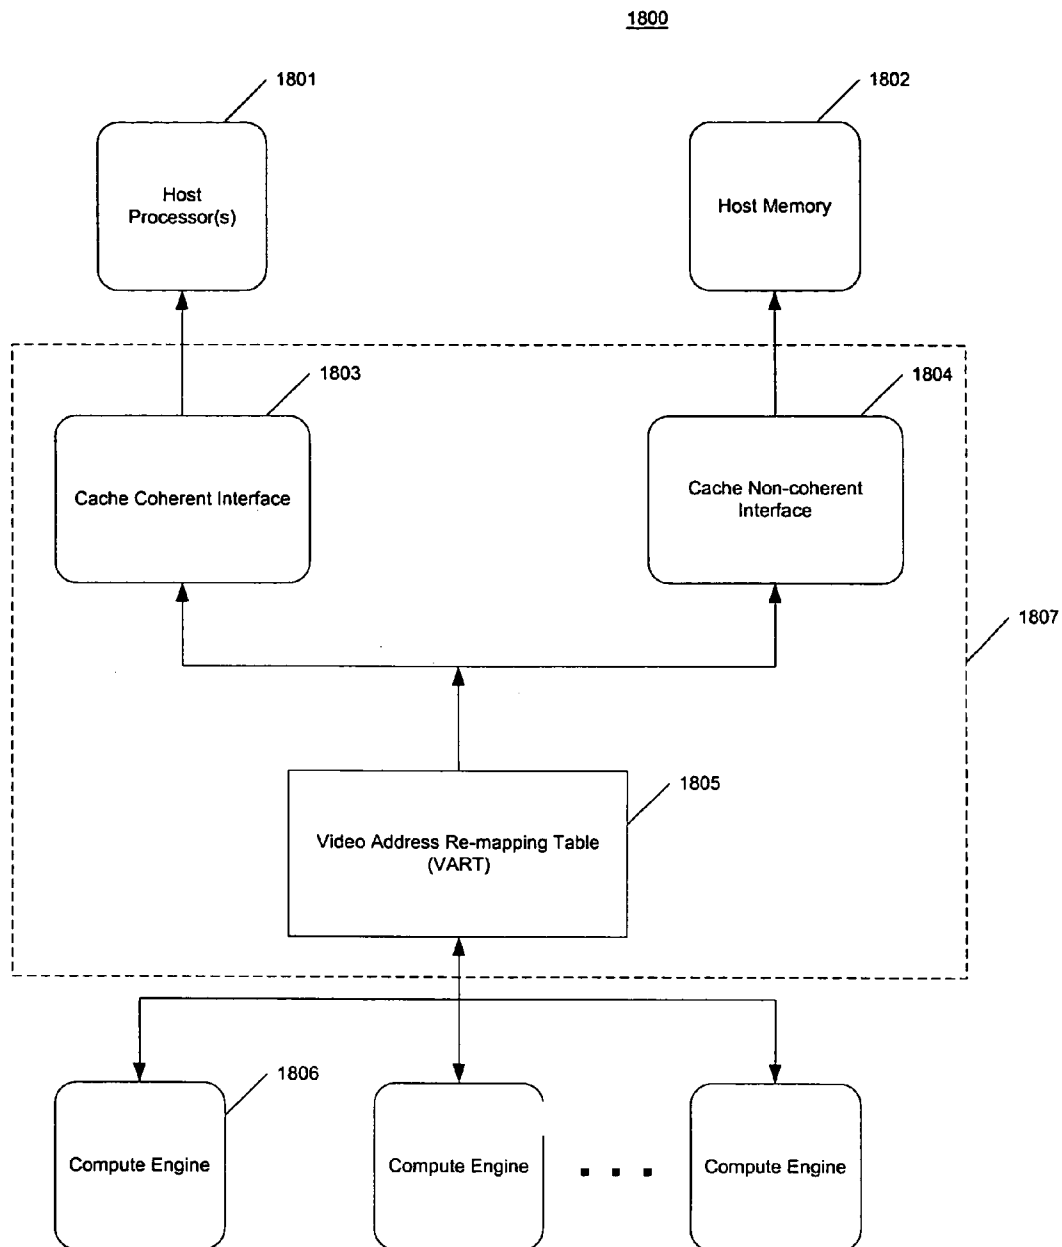 1800
1801
1802
Host
Processor(s)
Host Memory
1803
1804
Cache Coherent Interface
Cache Non-coherent
Interface
1807
1805
Video Address Re-mapping Table
(VART)
1806
Compute Engine
Compute Engine
. . .
Compute Engine